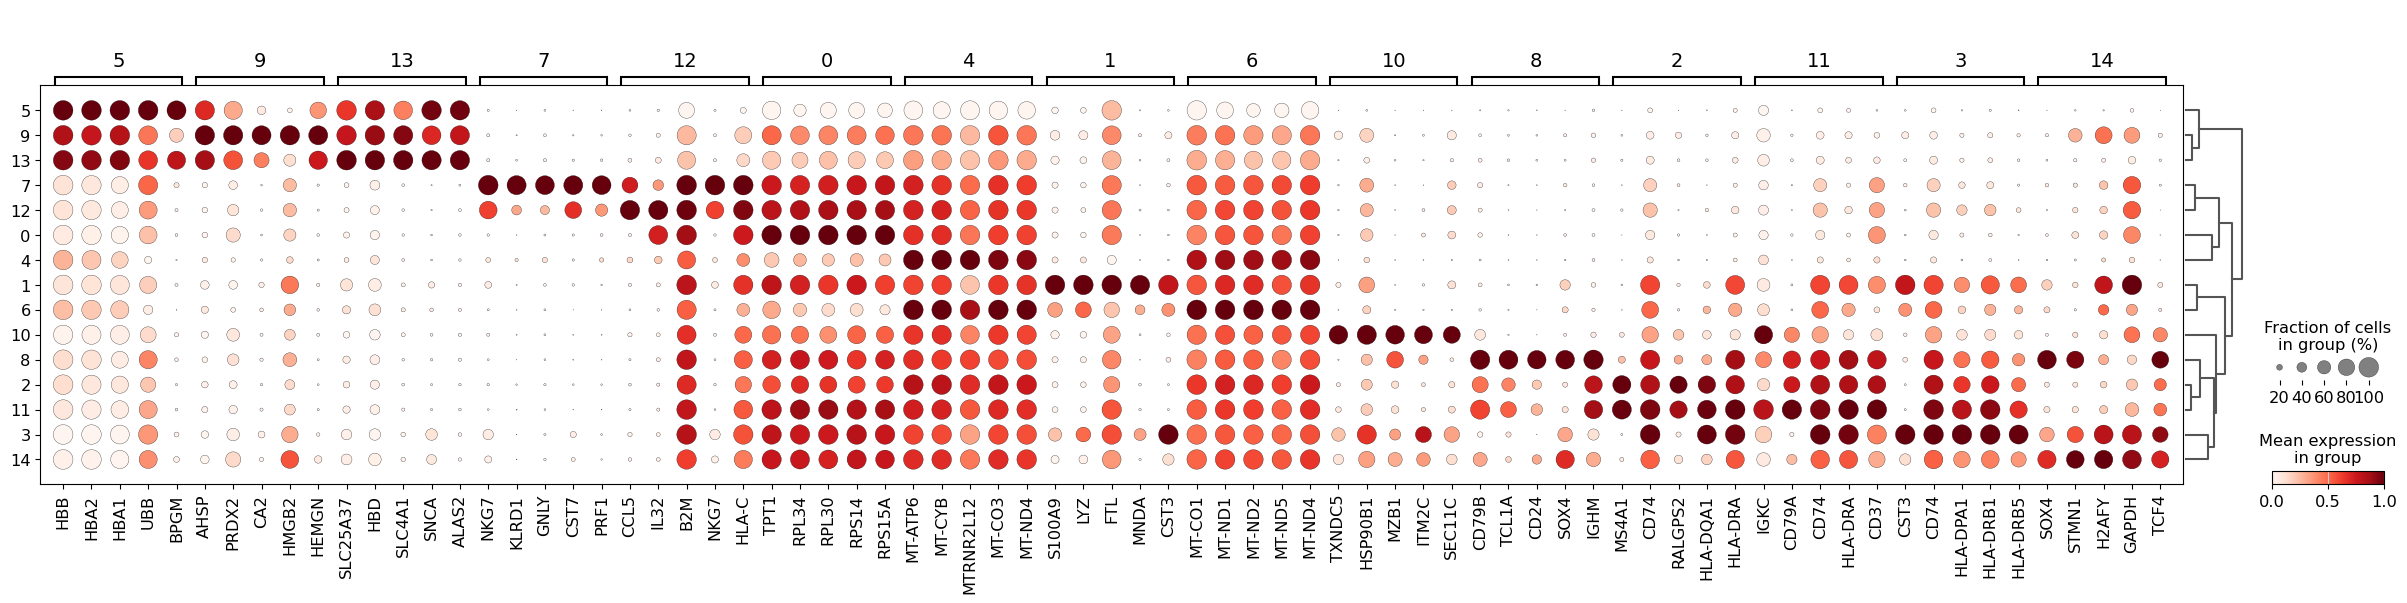 5 9 13 7 12 0 4 1 6 10 8 2 11 3 14
5
9
13
7
12
0
4
1
6
10
8
2
11
3
14
HBB HBA2 HBA1 UBB BPGM AHSP PRDX2 CA2 HMGB2 HEMGN SLC25A37 HBD SLC4A1 SNCA ALAS2 NKG7 KLRD1 GNLY CST7 PRF1 CCL5 IL32 B2M NKG7 HLA-C TPT1 RPL34 RPL30 RPS14 RPS15A MT-ATP6 MT-CYB MTRNR2L12 MT-CO3 MT-ND4 S100A9 LYZ FTL MNDA CST3 MT-CO1 MT-ND1 MT-ND2 MT-ND5 MT-ND4 TXNDC5 HSP90B1 MZB1 ITM2C SEC11C CD79B TCL1A CD24 SOX4 IGHM MS4A1 CD74 RALGPS2 HLA-DQA1 HLA-DRA IGKC CD79A CD74 HLA-DRA CD37 CST3 CD74 HLA-DPA1 HLA-DRB1 HLA-DRB5 SOX4 STMN1 H2AFY GAPDH TCF4
Fraction of cells
in group (%)
20 40 60 80 100
Mean expression
in group
0.0 0.5 1.0